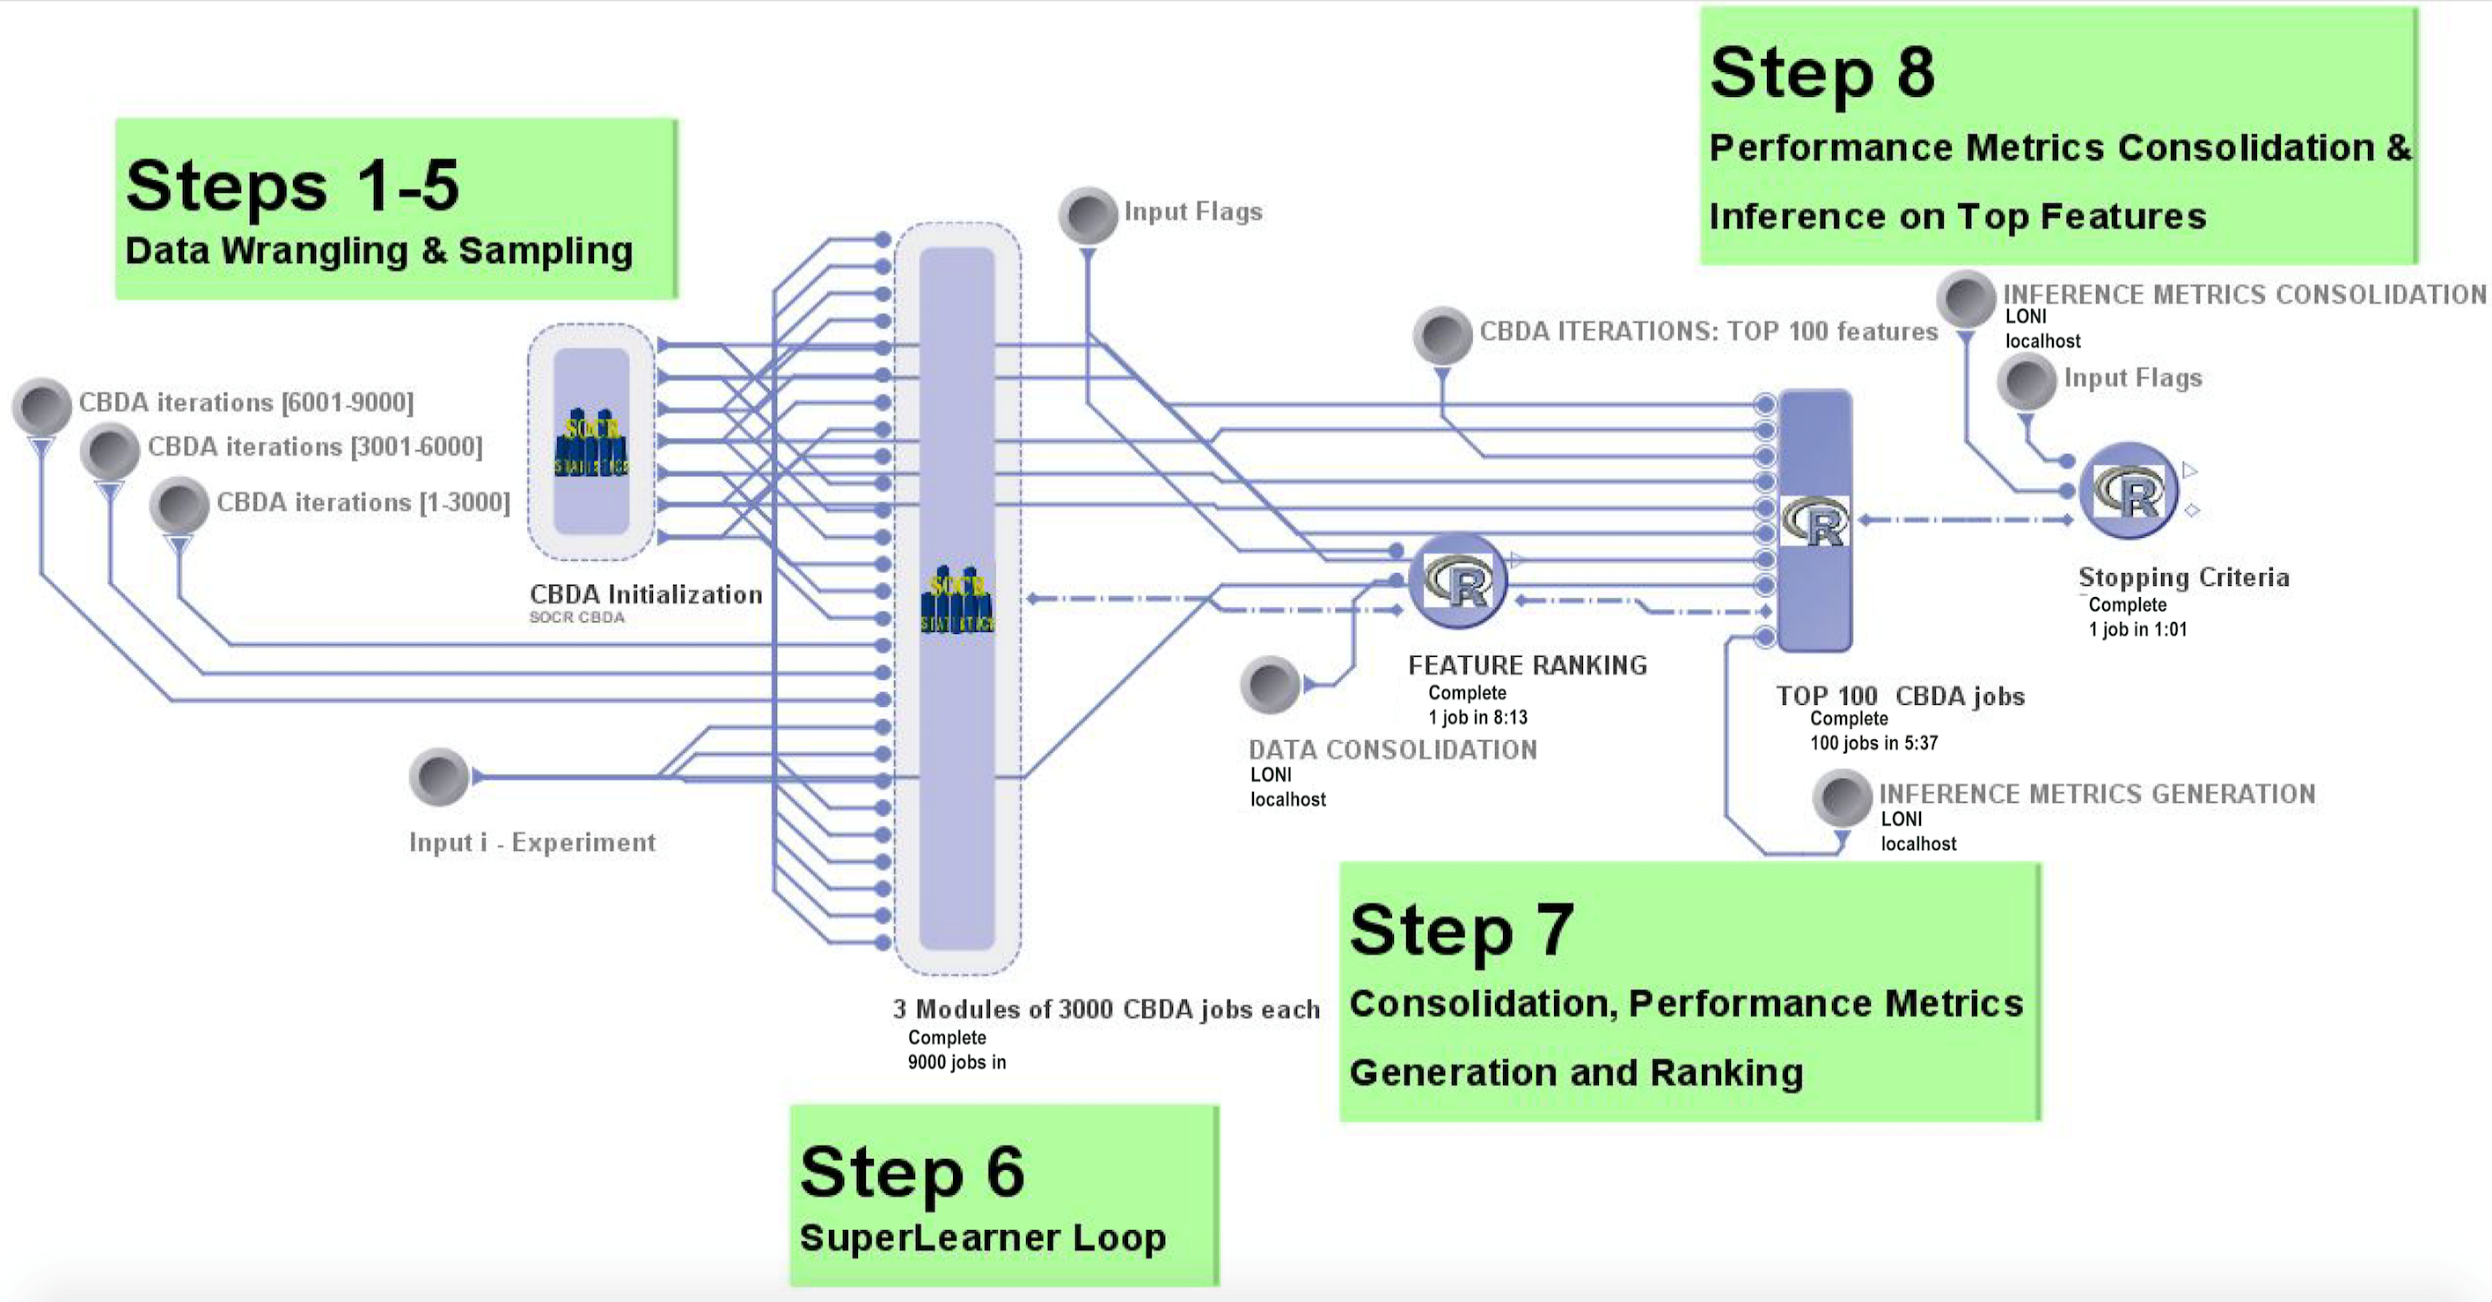 Step 8
Performance Metrics Consolidation &
Inference on Top Features
Steps 1-5
Data Wrangling & Sampling
Input Flags
INFERENCE METRICS CONSOLIDATION
LONI
localhost
CBDA ITERATIONS: TOP 100 features
Input Flags
CBDA iterations [6001-9000]
CBDA iterations [3001-6000]
CBDA iterations [1-3000]
SOCR
STATISTICS
CBDA Initialization
SOCR CBDA
SOCR
STATISTICS
R
R
R
Stopping Criteria
Complete
1 job in 1:01
FEATURE RANKING
Complete
1 job in 8:13
TOP 100 CBDA jobs
Complete
100 jobs in 5:37
DATA CONSOLIDATION
LONI
localhost
INFERENCE METRICS GENERATION
LONI
localhost
Input i - Experiment
Step 7
Consolidation, Performance Metrics
Generation and Ranking
3 Modules of 3000 CBDA jobs each
Complete
9000 jobs in
Step 6
SuperLearner Loop